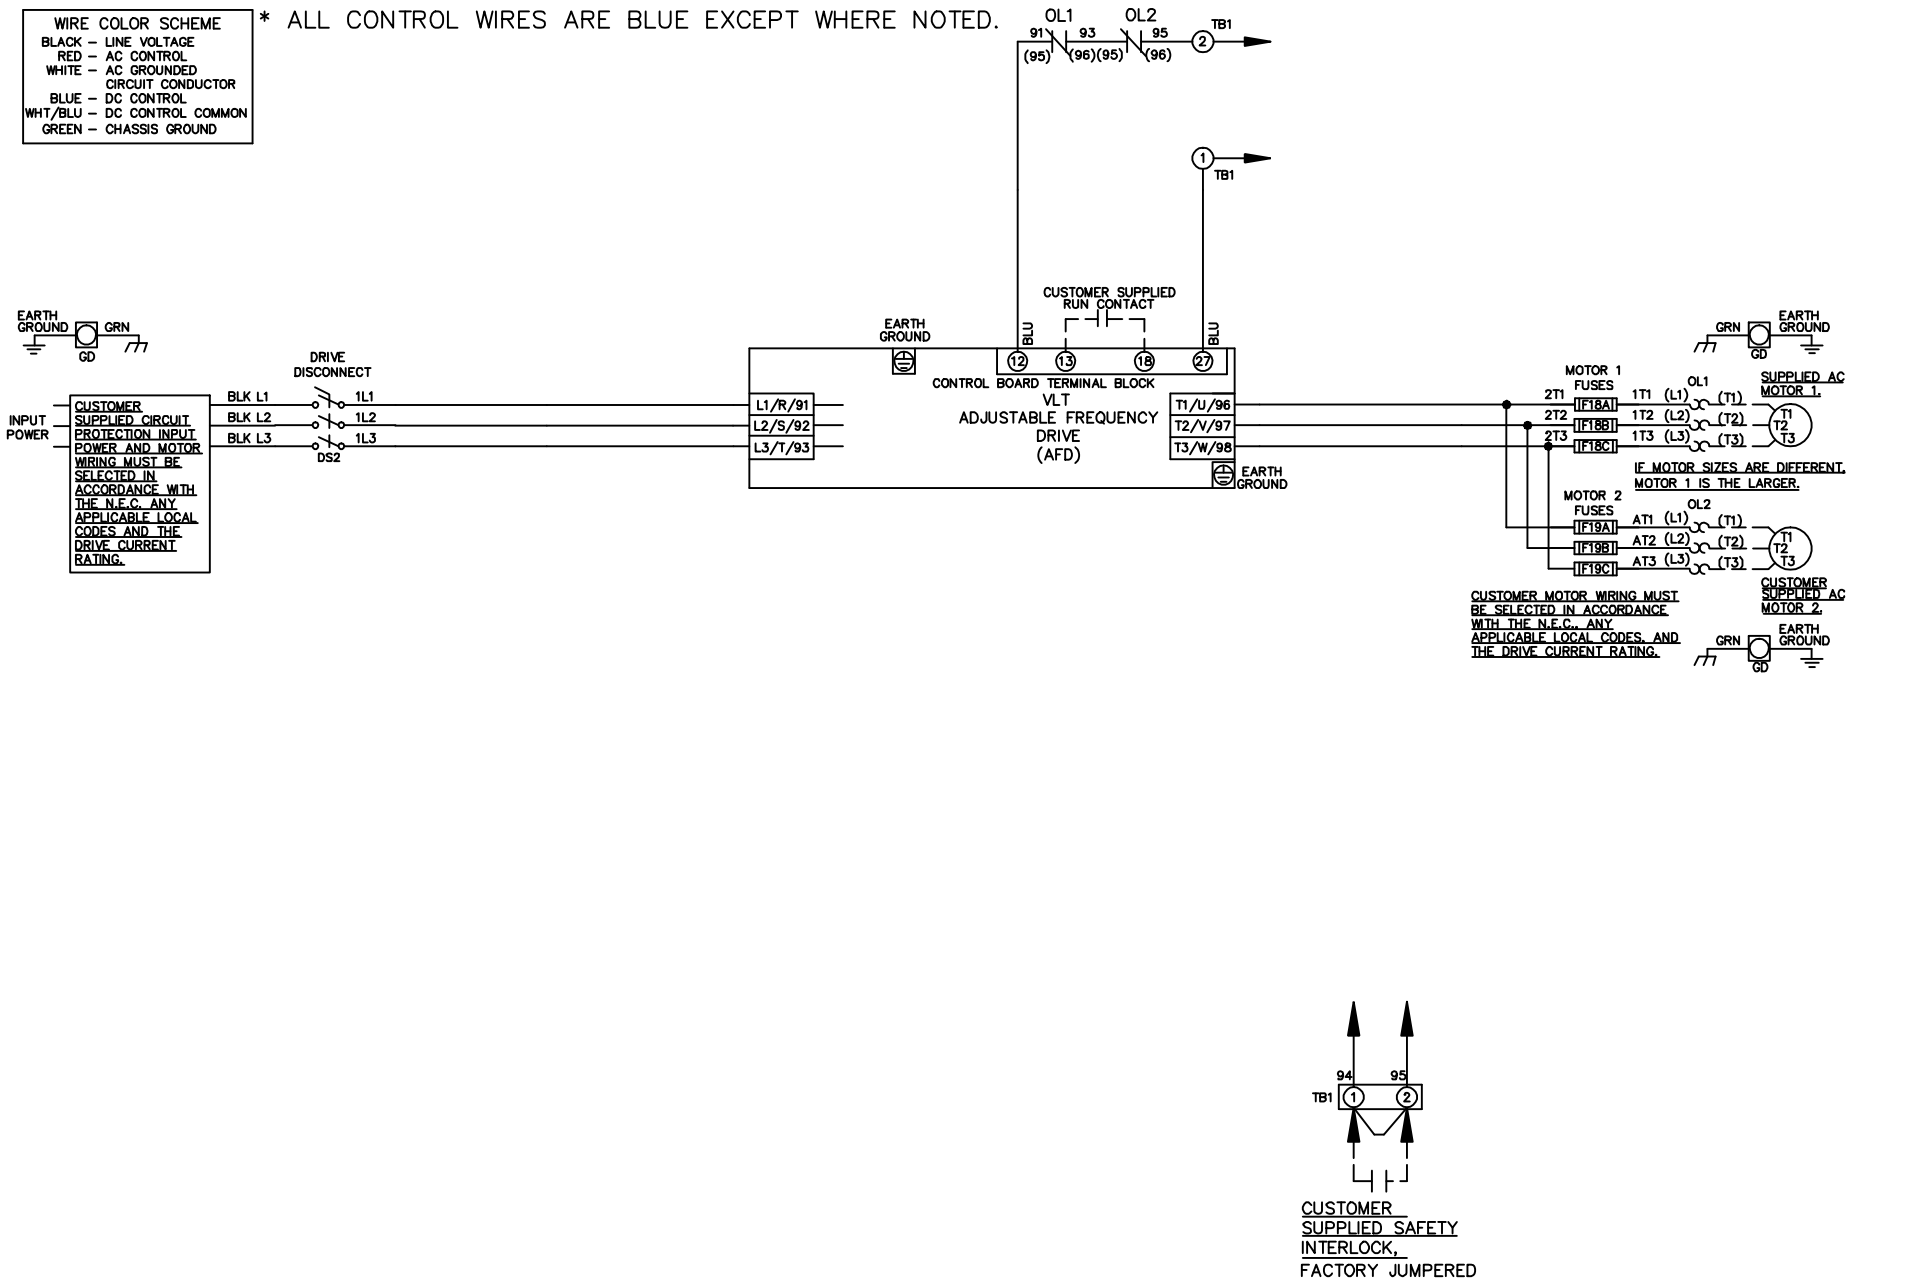 WIRE COLOR SCHEME
BLACK – LINE VOLTAGE
RED – AC CONTROL
WHITE – AC GROUNDED
CIRCUIT CONDUCTOR
BLUE – DC CONTROL
WHT/BLU – DC CONTROL COMMON
GREEN – CHASSIS GROUND
* ALL CONTROL WIRES ARE BLUE EXCEPT WHERE NOTED.
OL1 OL2
91 93 95 2 TB1
(95) (96)(95) (96)
1
TB1
CUSTOMER SUPPLIED
RUN CONTACT
BLU BLU
EARTH
GROUND
12 13 18 27
CONTROL BOARD TERMINAL BLOCK
VLT
ADJUSTABLE FREQUENCY
DRIVE
(AFD)
L1/R/91
L2/S/92
L3/T/93
T1/U/96
T2/V/97
T3/W/98
EARTH
GROUND
EARTH
GROUND GRN
GD
DRIVE
DISCONNECT
INPUT
POWER
CUSTOMER
SUPPLIED CIRCUIT
PROTECTION INPUT
POWER AND MOTOR
WIRING MUST BE
SELECTED IN
ACCORDANCE WITH
THE N.E.C. ANY
APPLICABLE LOCAL
CODES AND THE
DRIVE CURRENT
RATING.
BLK L1 1L1
BLK L2 1L2
BLK L3 1L3
DS2
GRN EARTH
GROUND
GD
MOTOR 1
FUSES
OL1
SUPPLIED AC
MOTOR 1.
2T1 F18A 1T1 (L1) (T1) T1
2T2 F18B 1T2 (L2) (T2) T2
2T3 F18C 1T3 (L3) (T3) T3
IF MOTOR SIZES ARE DIFFERENT,
MOTOR 1 IS THE LARGER.
MOTOR 2
FUSES
OL2
F19A AT1 (L1) (T1) T1
F19B AT2 (L2) (T2) T2
F19C AT3 (L3) (T3) T3
CUSTOMER
SUPPLIED AC
MOTOR 2.
CUSTOMER MOTOR WIRING MUST
BE SELECTED IN ACCORDANCE
WITH THE N.E.C., ANY
APPLICABLE LOCAL CODES, AND
THE DRIVE CURRENT RATING.
GRN EARTH
GROUND
GD
94 95
TB1 1 2
CUSTOMER
SUPPLIED SAFETY
INTERLOCK,
FACTORY JUMPERED